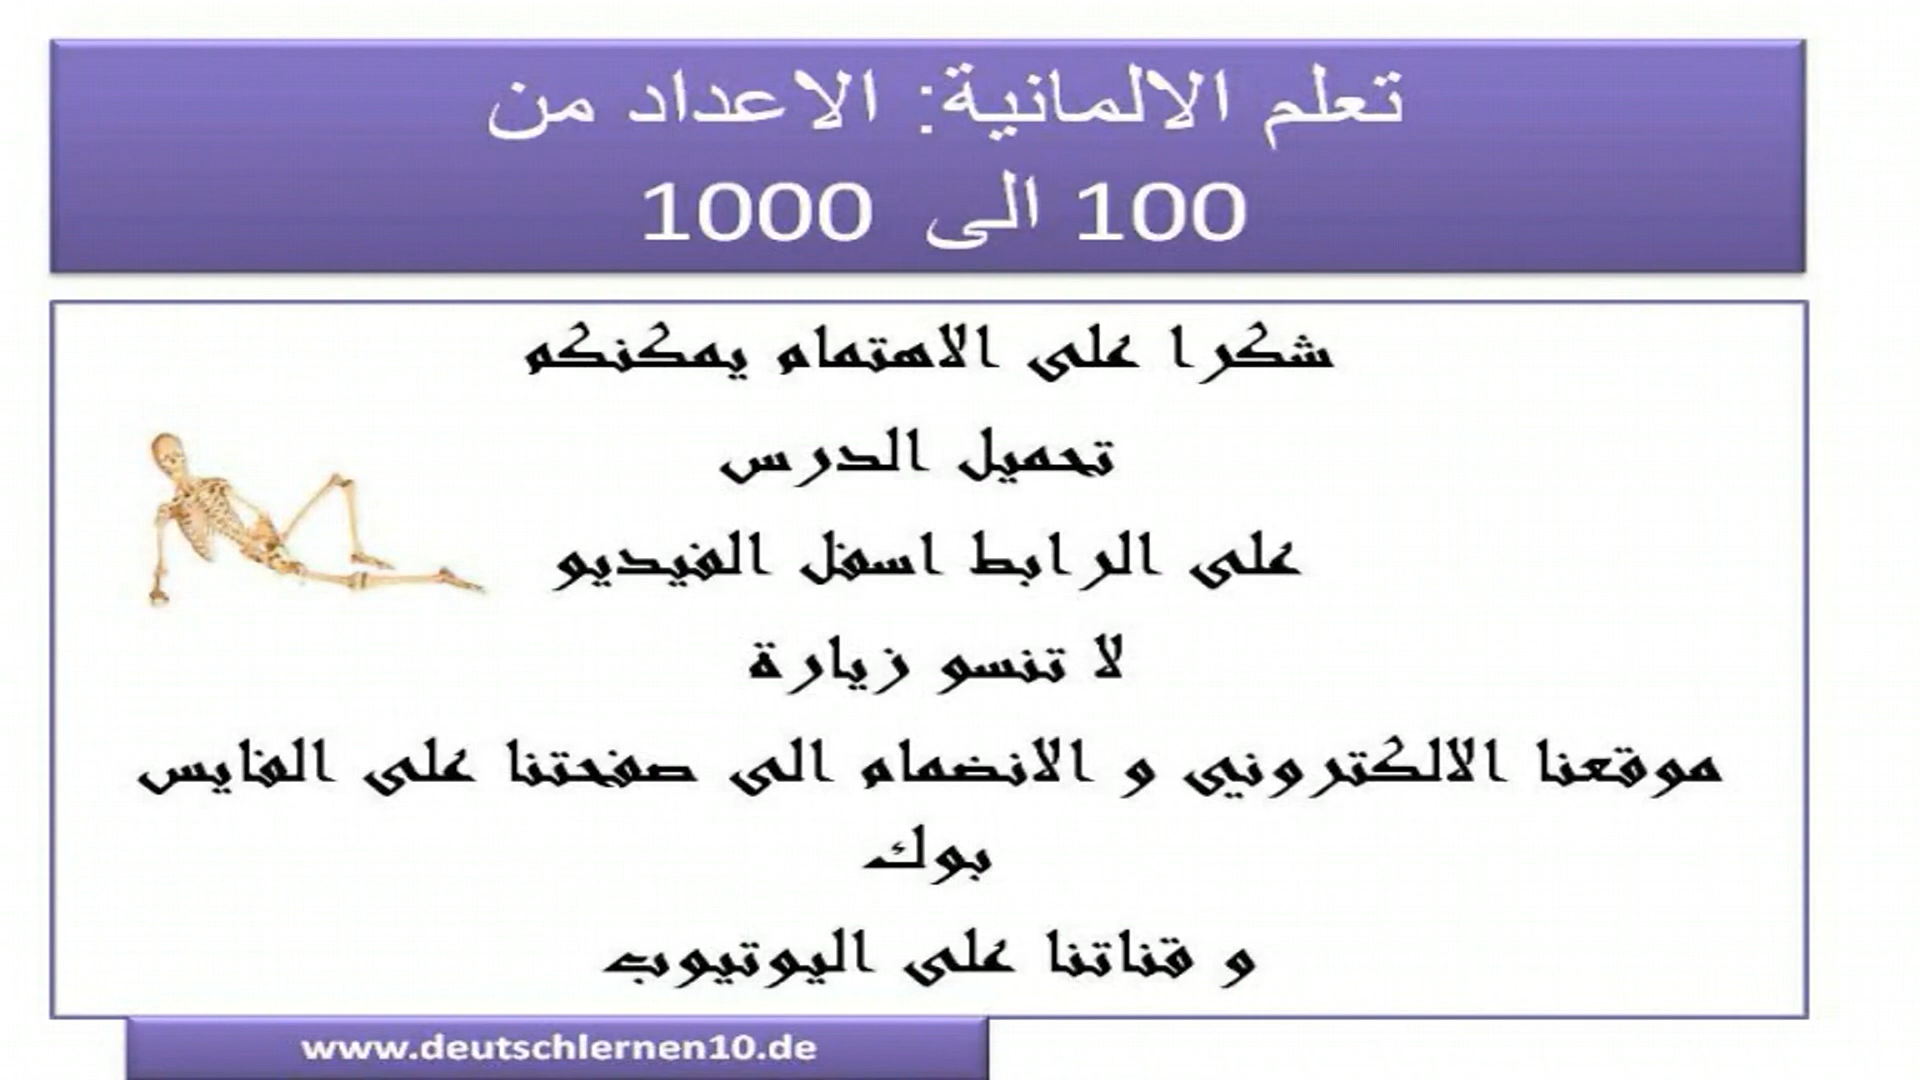 تعلم الالمانية: الاعداد من
100 الى 1000
شكرا على الاهتمام يمكنكم
تحميل الدرس
على الرابط اسفل الفيديو
لا تنسو زيارة
موقعنا الالكتروني و الانضمام الى صفحتنا على الفايس
بوك
و قناتنا على اليوتيوب
www.deutschlernen10.de